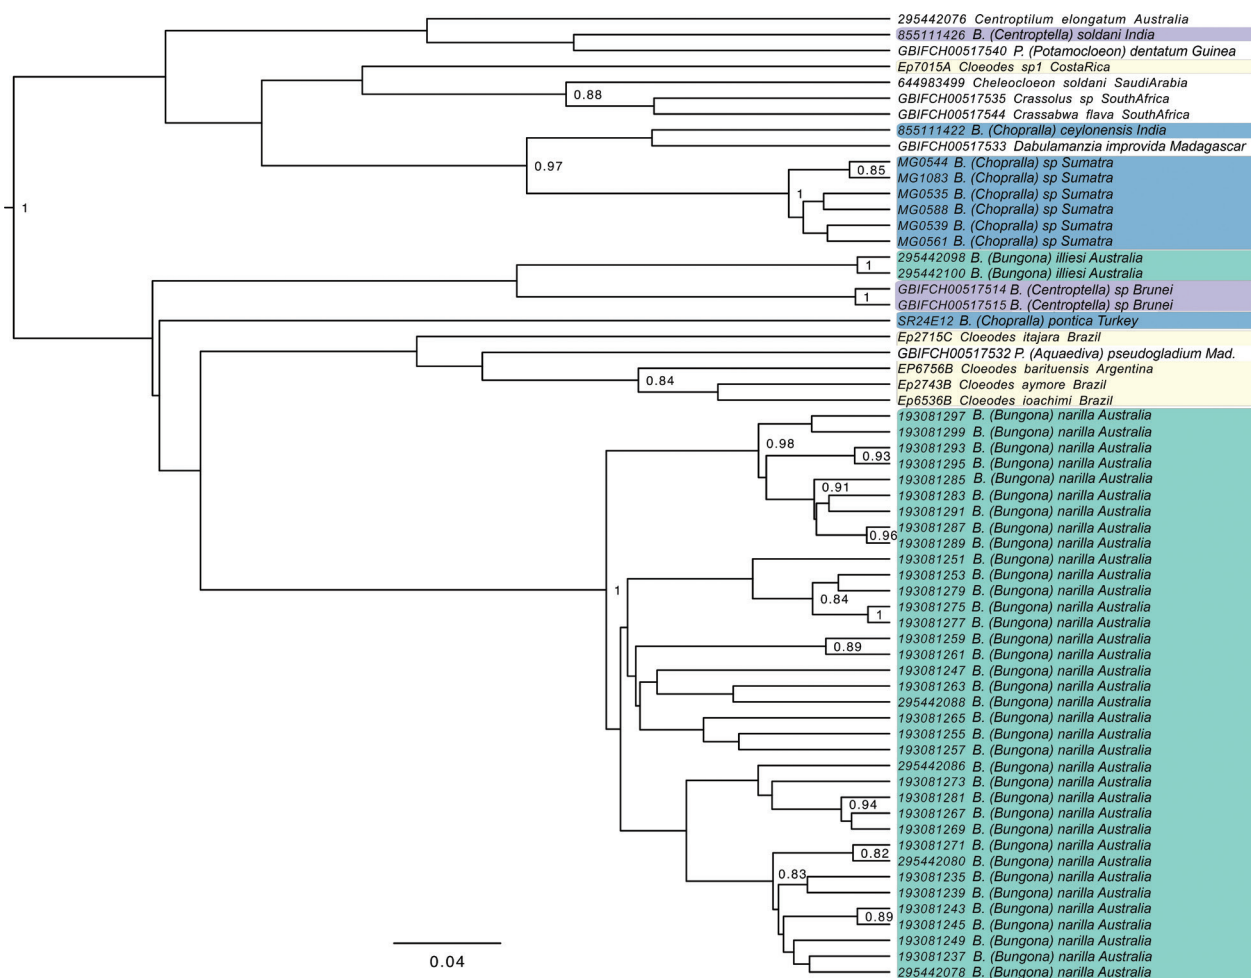 295442076 Centroptilum elongatum Australia
855111426 B. (Centroptella) soldani India
GBIFCH00517540 P. (Potamocloeon) dentatum Guinea
Ep7015A Cloeodes sp1 CostaRica
644983499 Cheleocloeon soldani SaudiArabia
0.88
GBIFCH00517535 Crassolus sp SouthAfrica
GBIFCH00517544 Crassabwa flava SouthAfrica
855111422 B. (Chopralla) ceylonensis India
GBIFCH00517533 Dabulamanzia improvida Madagascar
0.97
MG0544 B. (Chopralla) sp Sumatra
0.85
MG1083 B. (Chopralla) sp Sumatra
1
MG0535 B. (Chopralla) sp Sumatra
1
MG0588 B. (Chopralla) sp Sumatra
MG0539 B. (Chopralla) sp Sumatra
MG0561 B. (Chopralla) sp Sumatra
295442098 B. (Bungona) illiesi Australia
1
295442100 B. (Bungona) illiesi Australia
GBIFCH00517514 B. (Centroptella) sp Brunei
1
GBIFCH00517515 B. (Centroptella) sp Brunei
SR24E12 B. (Chopralla) pontica Turkey
Ep2715C Cloeodes itajara Brazil
GBIFCH00517532 P. (Aquaediva) pseudogladium Mad.
EP6756B Cloeodes barituensis Argentina
0.84
Ep2743B Cloeodes aymore Brazil
Ep6536B Cloeodes ioachimi Brazil
193081297 B. (Bungona) narilla Australia
193081299 B. (Bungona) narilla Australia
0.98
193081293 B. (Bungona) narilla Australia
0.93
193081295 B. (Bungona) narilla Australia
193081285 B. (Bungona) narilla Australia
0.91
193081283 B. (Bungona) narilla Australia
193081291 B. (Bungona) narilla Australia
193081287 B. (Bungona) narilla Australia
0.96
193081289 B. (Bungona) narilla Australia
193081251 B. (Bungona) narilla Australia
193081253 B. (Bungona) narilla Australia
1
193081279 B. (Bungona) narilla Australia
0.84
193081275 B. (Bungona) narilla Australia
1
193081277 B. (Bungona) narilla Australia
193081259 B. (Bungona) narilla Australia
0.89
193081261 B. (Bungona) narilla Australia
193081247 B. (Bungona) narilla Australia
193081263 B. (Bungona) narilla Australia
295442088 B. (Bungona) narilla Australia
193081265 B. (Bungona) narilla Australia
193081255 B. (Bungona) narilla Australia
193081257 B. (Bungona) narilla Australia
295442086 B. (Bungona) narilla Australia
193081273 B. (Bungona) narilla Australia
193081281 B. (Bungona) narilla Australia
0.94
193081267 B. (Bungona) narilla Australia
193081269 B. (Bungona) narilla Australia
193081271 B. (Bungona) narilla Australia
0.82
295442080 B. (Bungona) narilla Australia
0.83
193081235 B. (Bungona) narilla Australia
193081239 B. (Bungona) narilla Australia
193081243 B. (Bungona) narilla Australia
0.89
193081245 B. (Bungona) narilla Australia
193081249 B. (Bungona) narilla Australia
193081237 B. (Bungona) narilla Australia
0.04
295442078 B. (Bungona) narilla Australia